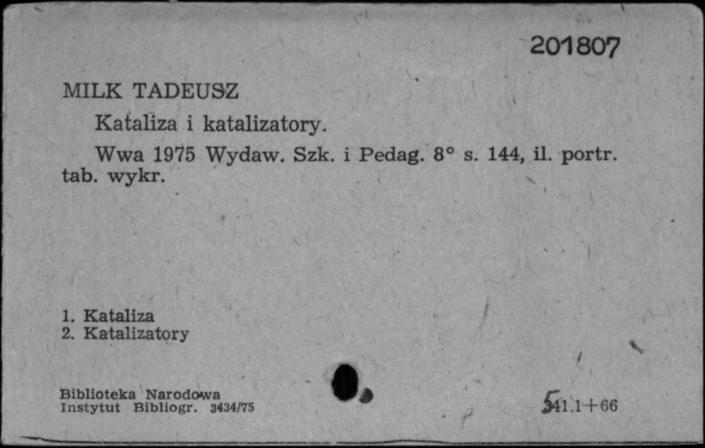 201807
MILK TADEUSZ
Kataliza i katalizatory.
Wwa 1975 Wydaw. Szk. i Pedag. 8° s. 144, il. portr.
tab. wykr.
1. Kataliza
2. Katalizatory
Biblioteka Narodowa
Instytut Bibliogr. 3434/75
541.1+66